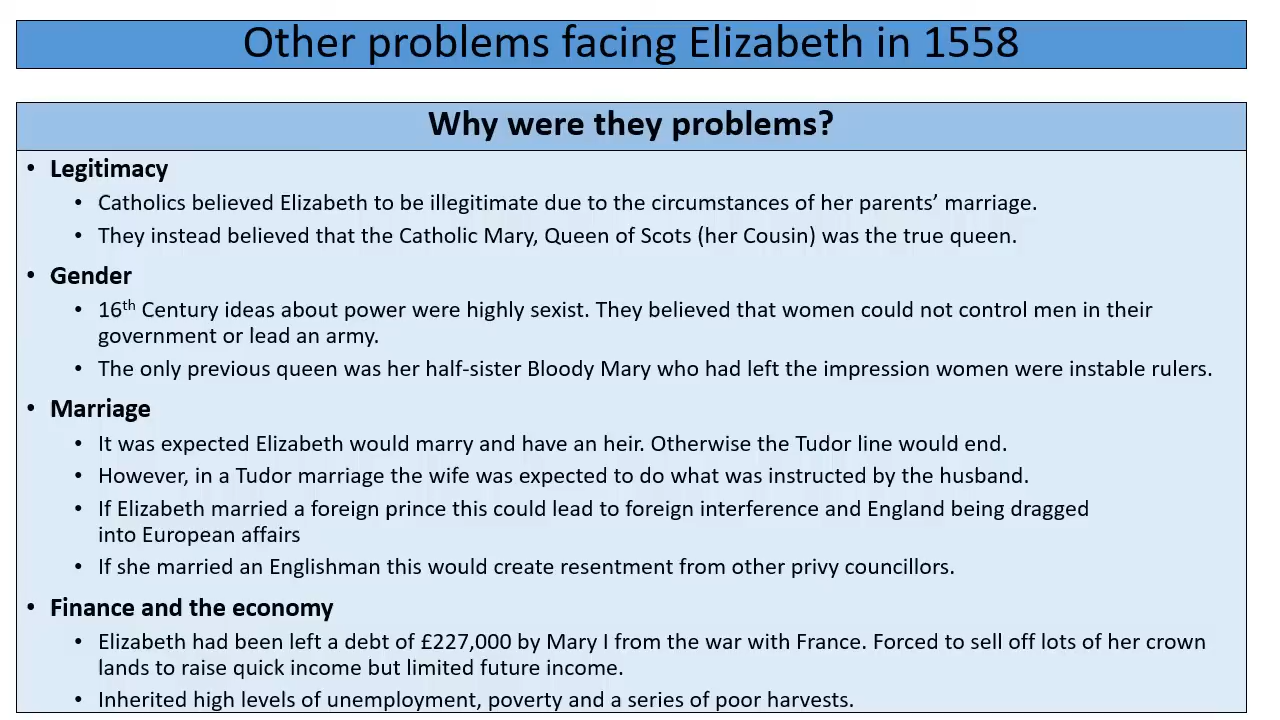 Other problems facing Elizabeth in 1558
Why were they problems?
• Legitimacy
• Catholics believed Elizabeth to be illegitimate due to the circumstances of her parents’ marriage.
• They instead believed that the Catholic Mary, Queen of Scots (her Cousin) was the true queen.
• Gender
• 16th Century ideas about power were highly sexist. They believed that women could not control men in their
government or lead an army.
• The only previous queen was her half-sister Bloody Mary who had left the impression women were instable rulers.
• Marriage
• It was expected Elizabeth would marry and have an heir. Otherwise the Tudor line would end.
• However, in a Tudor marriage the wife was expected to do what was instructed by the husband.
• If Elizabeth married a foreign prince this could lead to foreign interference and England being dragged
into European affairs
• If she married an Englishman this would create resentment from other privy councillors.
• Finance and the economy
• Elizabeth had been left a debt of £227,000 by Mary I from the war with France. Forced to sell off lots of her crown
lands to raise quick income but limited future income.
• Inherited high levels of unemployment, poverty and a series of poor harvests.